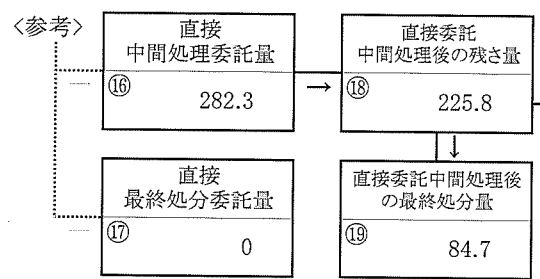 〈参考〉
直接
中間処理委託量
⑯
282.3
→
直接委託
中間処理後の残さ量
⑱
225.8
↓
直接
最終処分委託量
⑰
0
直接委託中間処理後
の最終処分量
⑲
84.7